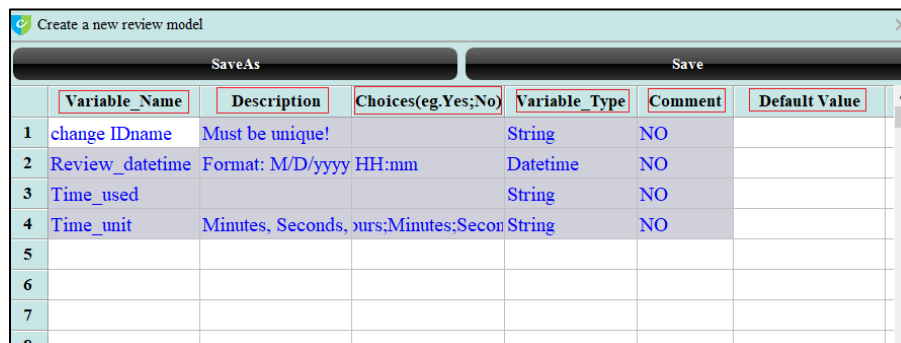 Create a new review model
SaveAs Save
Variable_Name Description Choices(eg.Yes;No) Variable_Type Comment Default Value
1 change IDname Must be unique! String NO
2 Review_datetime Format: M/D/yyyy HH:mm Datetime NO
3 Time_used String NO
4 Time_unit Minutes, Seconds, ours;Minutes;Secon String NO
5
6
7